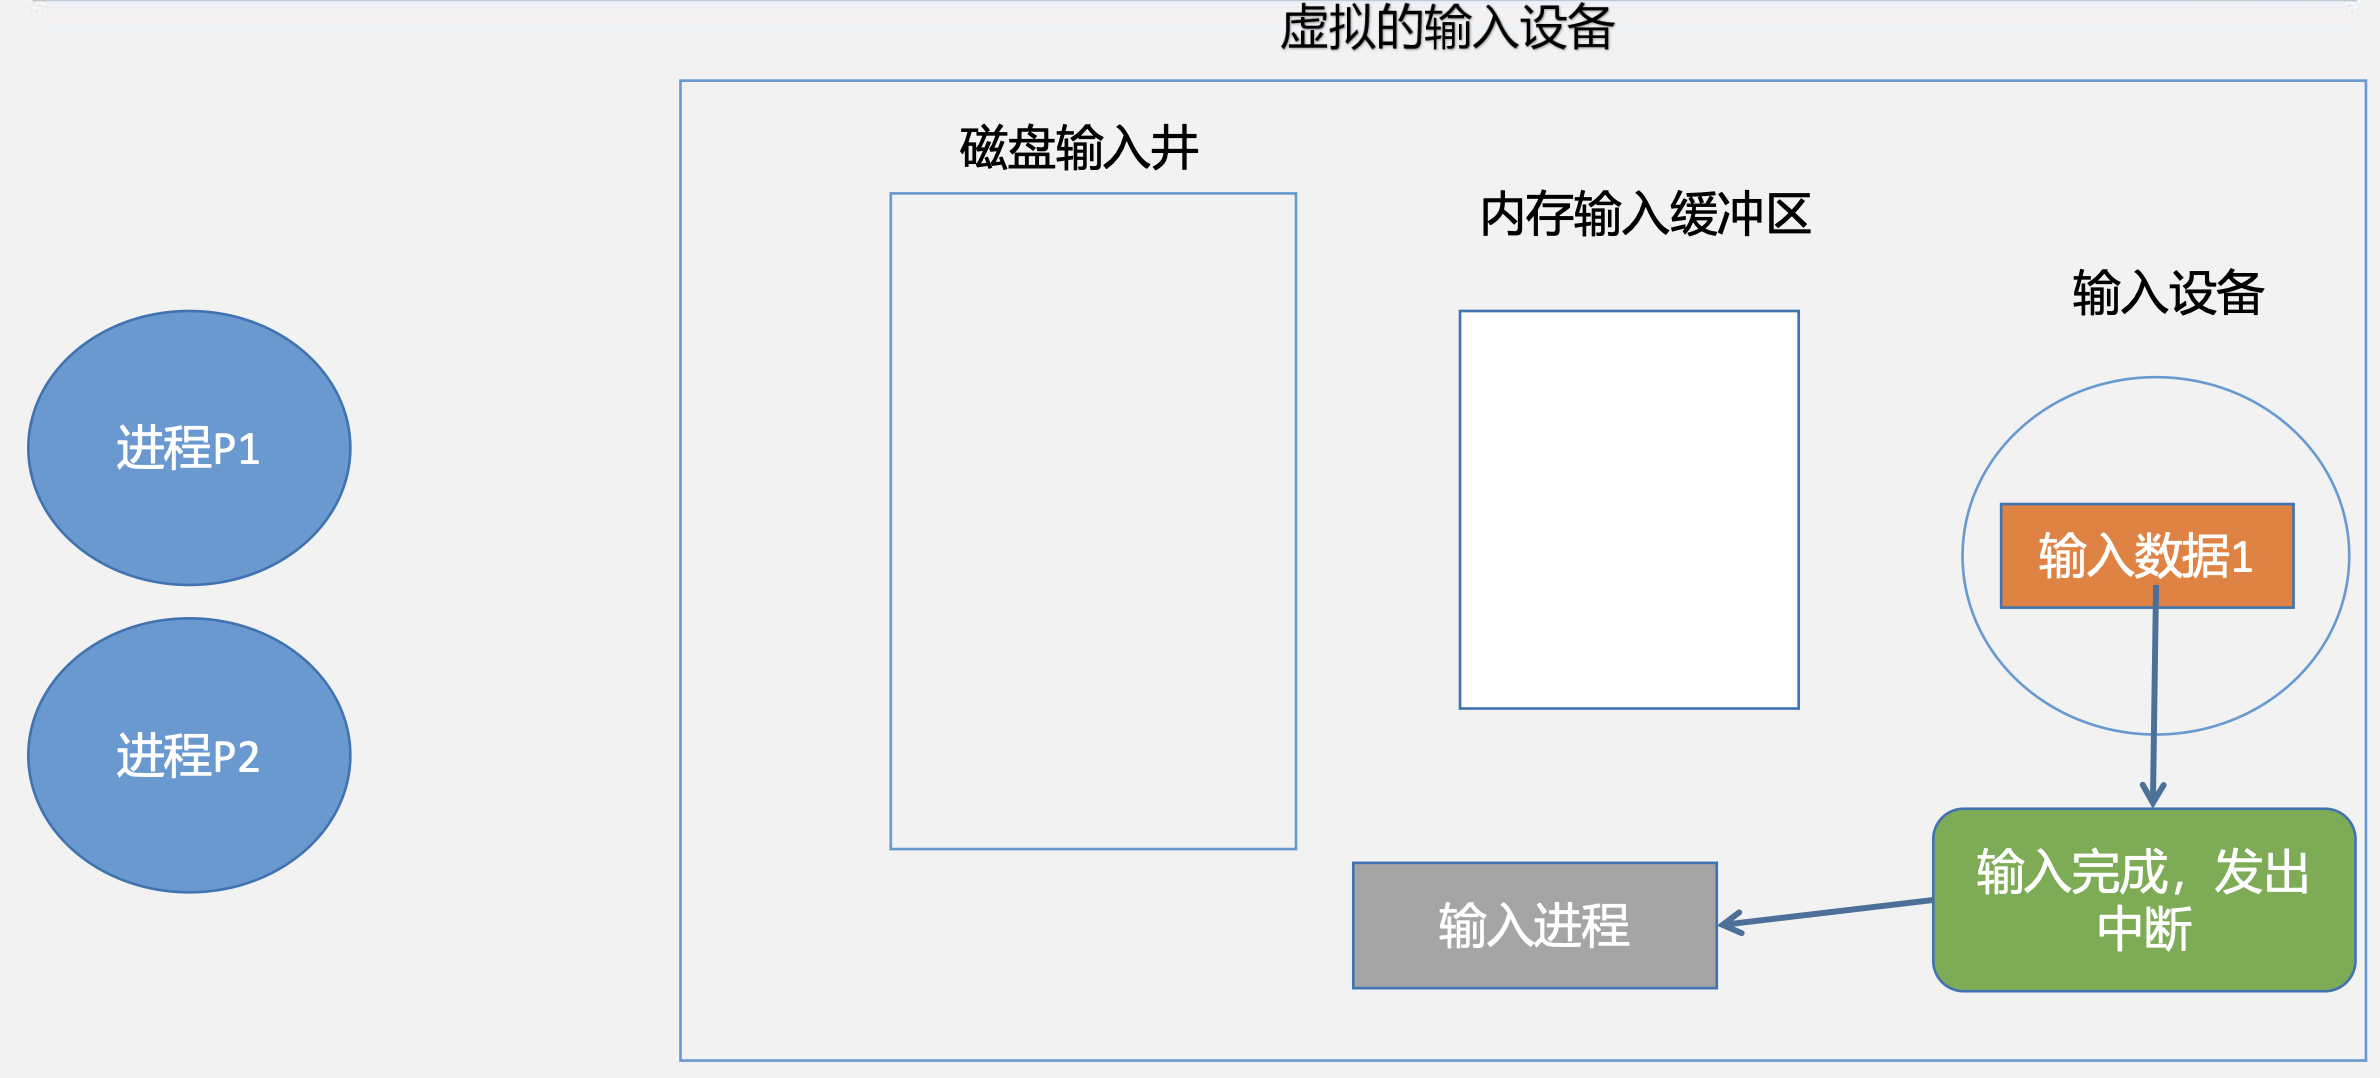 虚拟的输入设备
磁盘输入井
内存输入缓冲区
输入设备
进程P1
输入数据1
进程P2
输入完成，发出
中断
输入进程